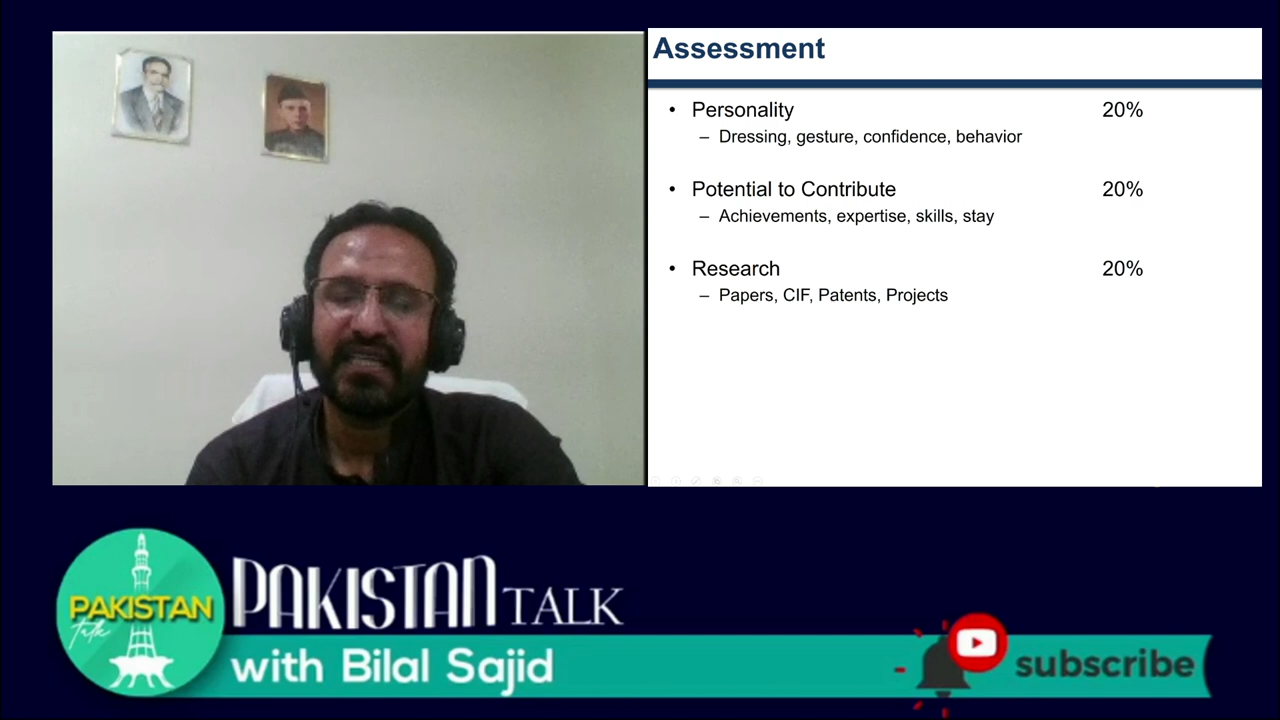 Assessment
• Personality 20%
– Dressing, gesture, confidence, behavior
• Potential to Contribute 20%
– Achievements, expertise, skills, stay
• Research 20%
– Papers, CIF, Patents, Projects
PAKISTAN
Talk
PAKISTAN TALK
with Bilal Sajid
subscribe